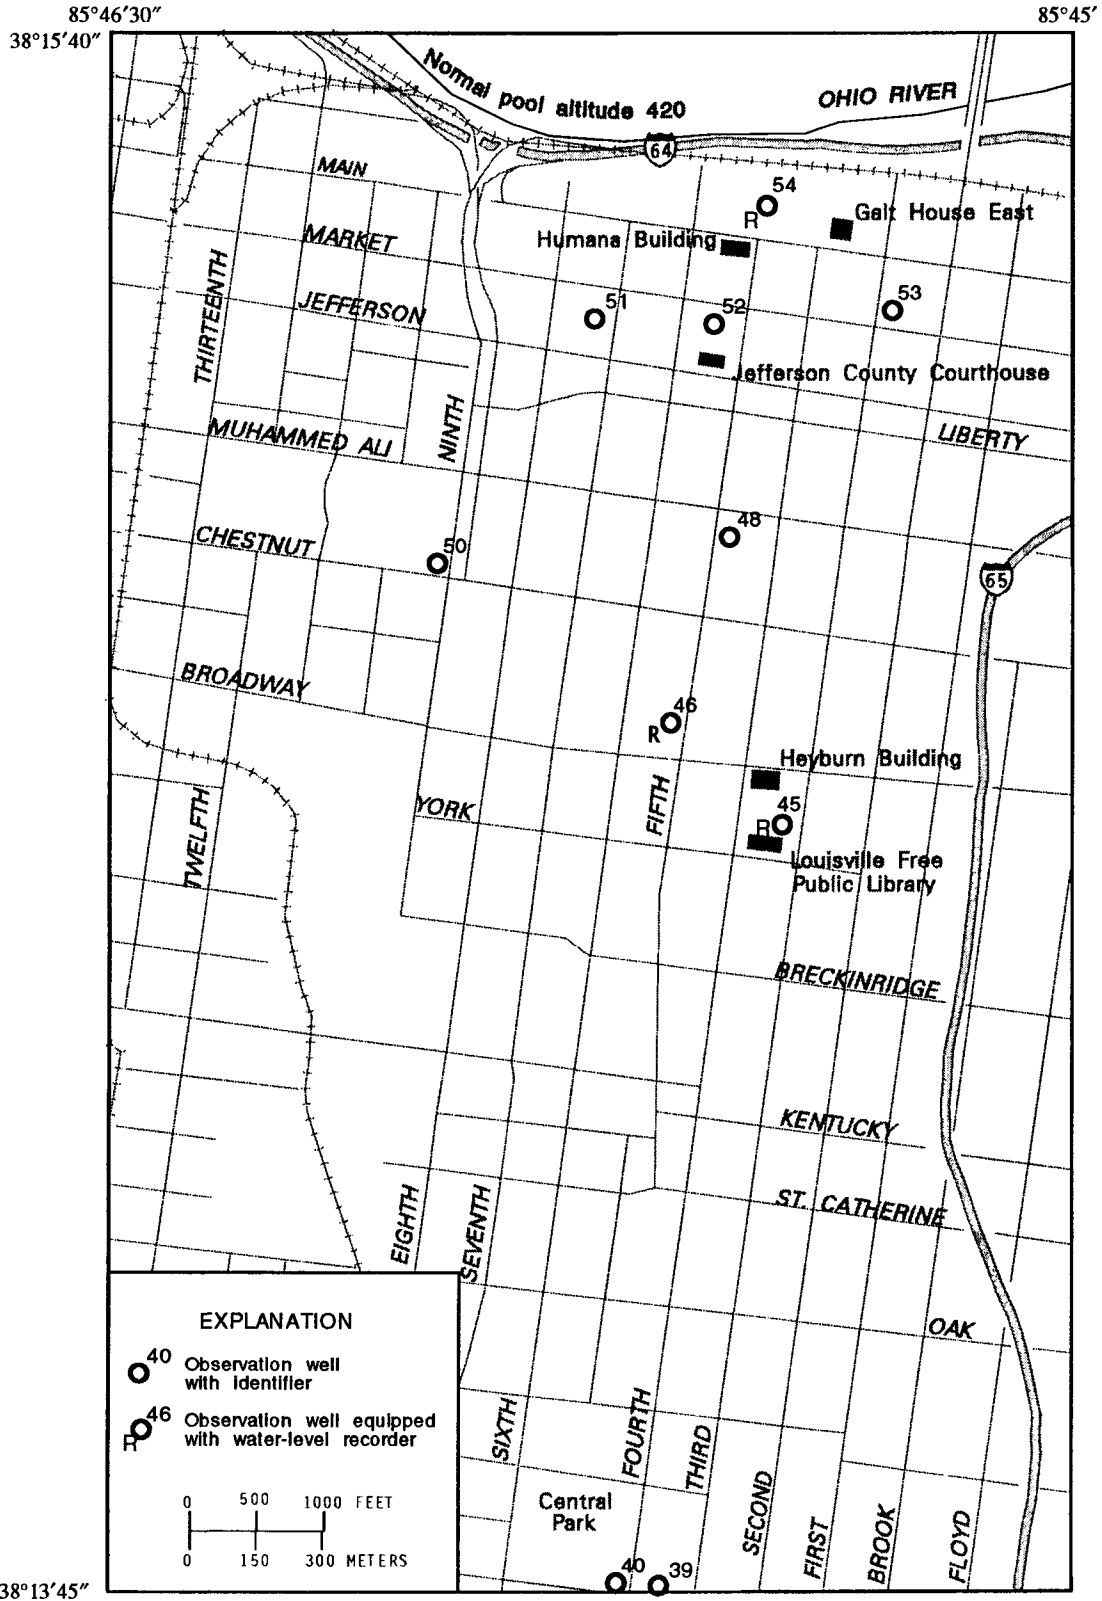 85°46'30"
85°45'
38°15'40"
Normal pool altitude 420
OHIO RIVER
64
MAIN
54
R
Galt House East
MARKET
Humana Building
THIRTEENTH
JEFFERSON
51
52
53
Jefferson County Courthouse
NINTH
MUHAMMED ALI
LIBERTY
CHESTNUT
50
48
65
BROADWAY
46
R
Heyburn Building
TWELFTH
YORK
FIFTH
45
R
Louisville Free
Public Library
BRECKINRIDGE
KENTUCKY
EIGHTH
SEVENTH
ST. CATHERINE
OAK
EXPLANATION
40
Observation well
with identifier
46
R
Observation well equipped
with water-level recorder
0 500 1000 FEET
0 150 300 METERS
SIXTH
FOURTH
THIRD
SECOND
FIRST
BROOK
FLOYD
Central
Park
40
39
38°13'45"